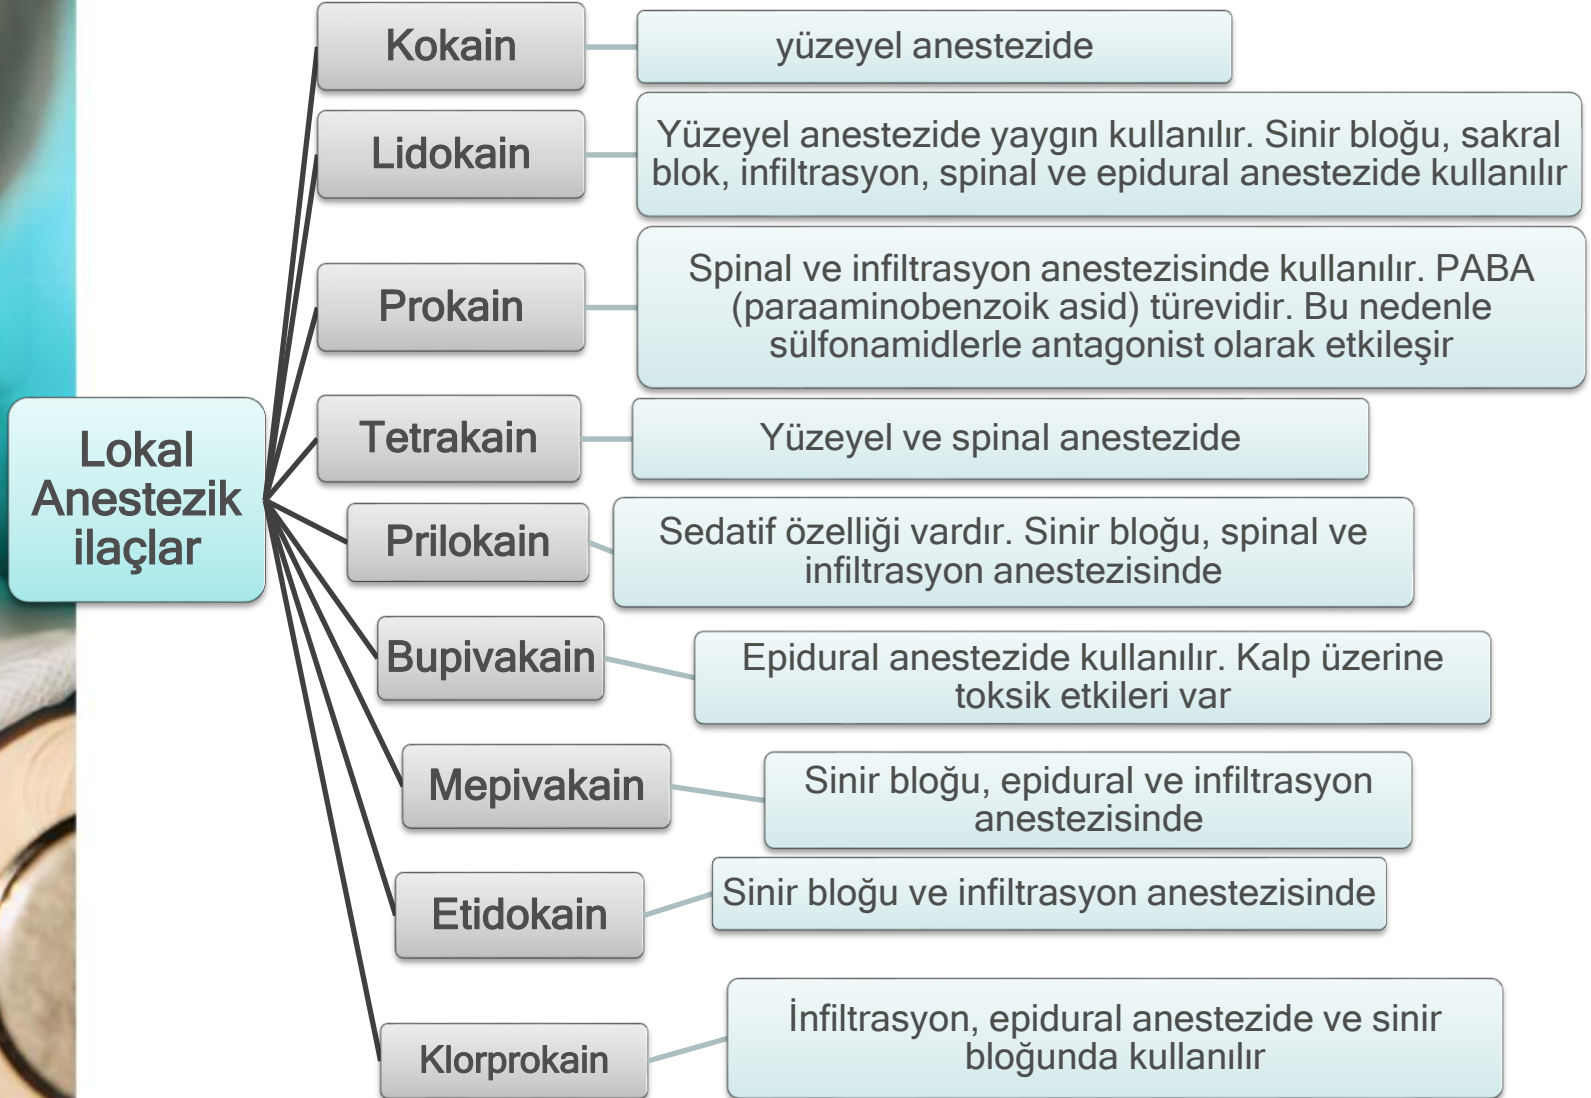 Kokain
yüzeyel anestezide
Lidokain
Yüzeyel anestezide yaygın kullanılır. Sinir bloğu, sakral
blok, infiltrasyon, spinal ve epidural anestezide kullanılır
Prokain
Spinal ve infiltrasyon anestezisinde kullanılır. PABA
(paraaminobenzoik asid) türevidir. Bu nedenle
sülfonamidlerle antagonist olarak etkileşir
Lokal
Anestezik
ilaçlar
Tetrakain
Yüzeyel ve spinal anestezide
Prilokain
Sedatif özelliği vardır. Sinir bloğu, spinal ve
infiltrasyon anestezisinde
Bupivakain
Epidural anestezide kullanılır. Kalp üzerine
toksik etkileri var
Mepivakain
Sinir bloğu, epidural ve infiltrasyon
anestezisinde
Etidokain
Sinir bloğu ve infiltrasyon anestezisinde
Klorprokain
İnfiltrasyon, epidural anestezide ve sinir
bloğunda kullanılır